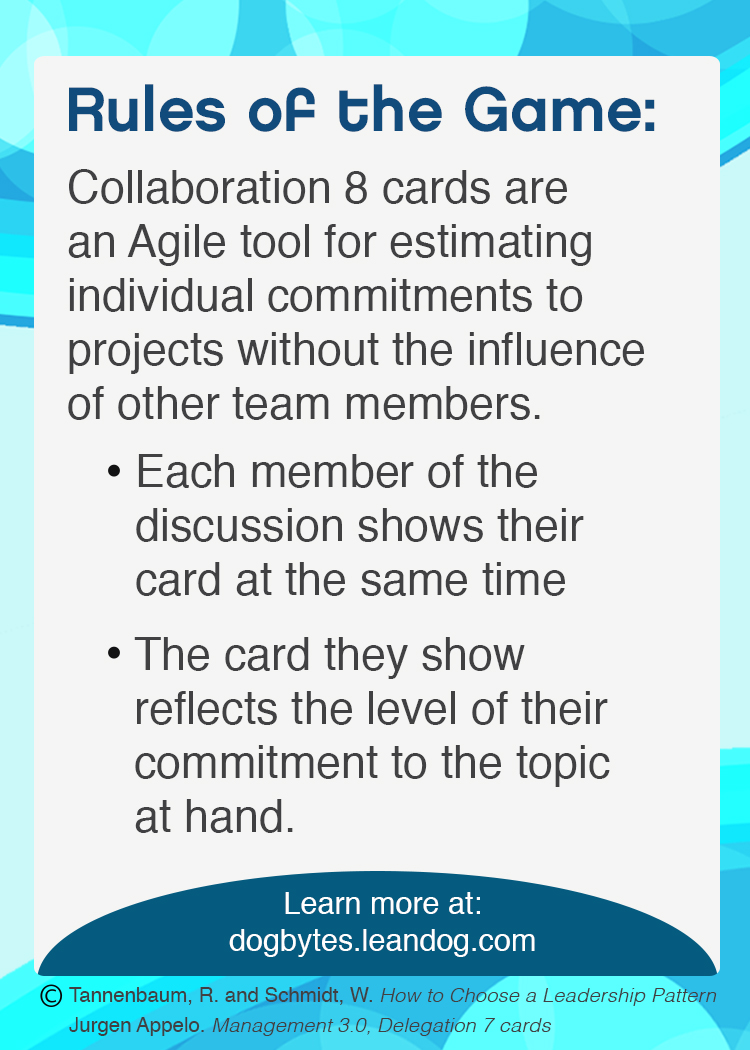 Rules of the Game:
Collaboration 8 cards are
an Agile tool for estimating
individual commitments to
projects without the influence
of other team members.
• Each member of the
discussion shows their
card at the same time
• The card they show
reflects the level of their
commitment to the topic
at hand.
Learn more at:
dogbytes.leandog.com
© Tannenbaum, R. and Schmidt, W. How to Choose a Leadership Pattern
Jurgen Appelo. Management 3.0, Delegation 7 cards